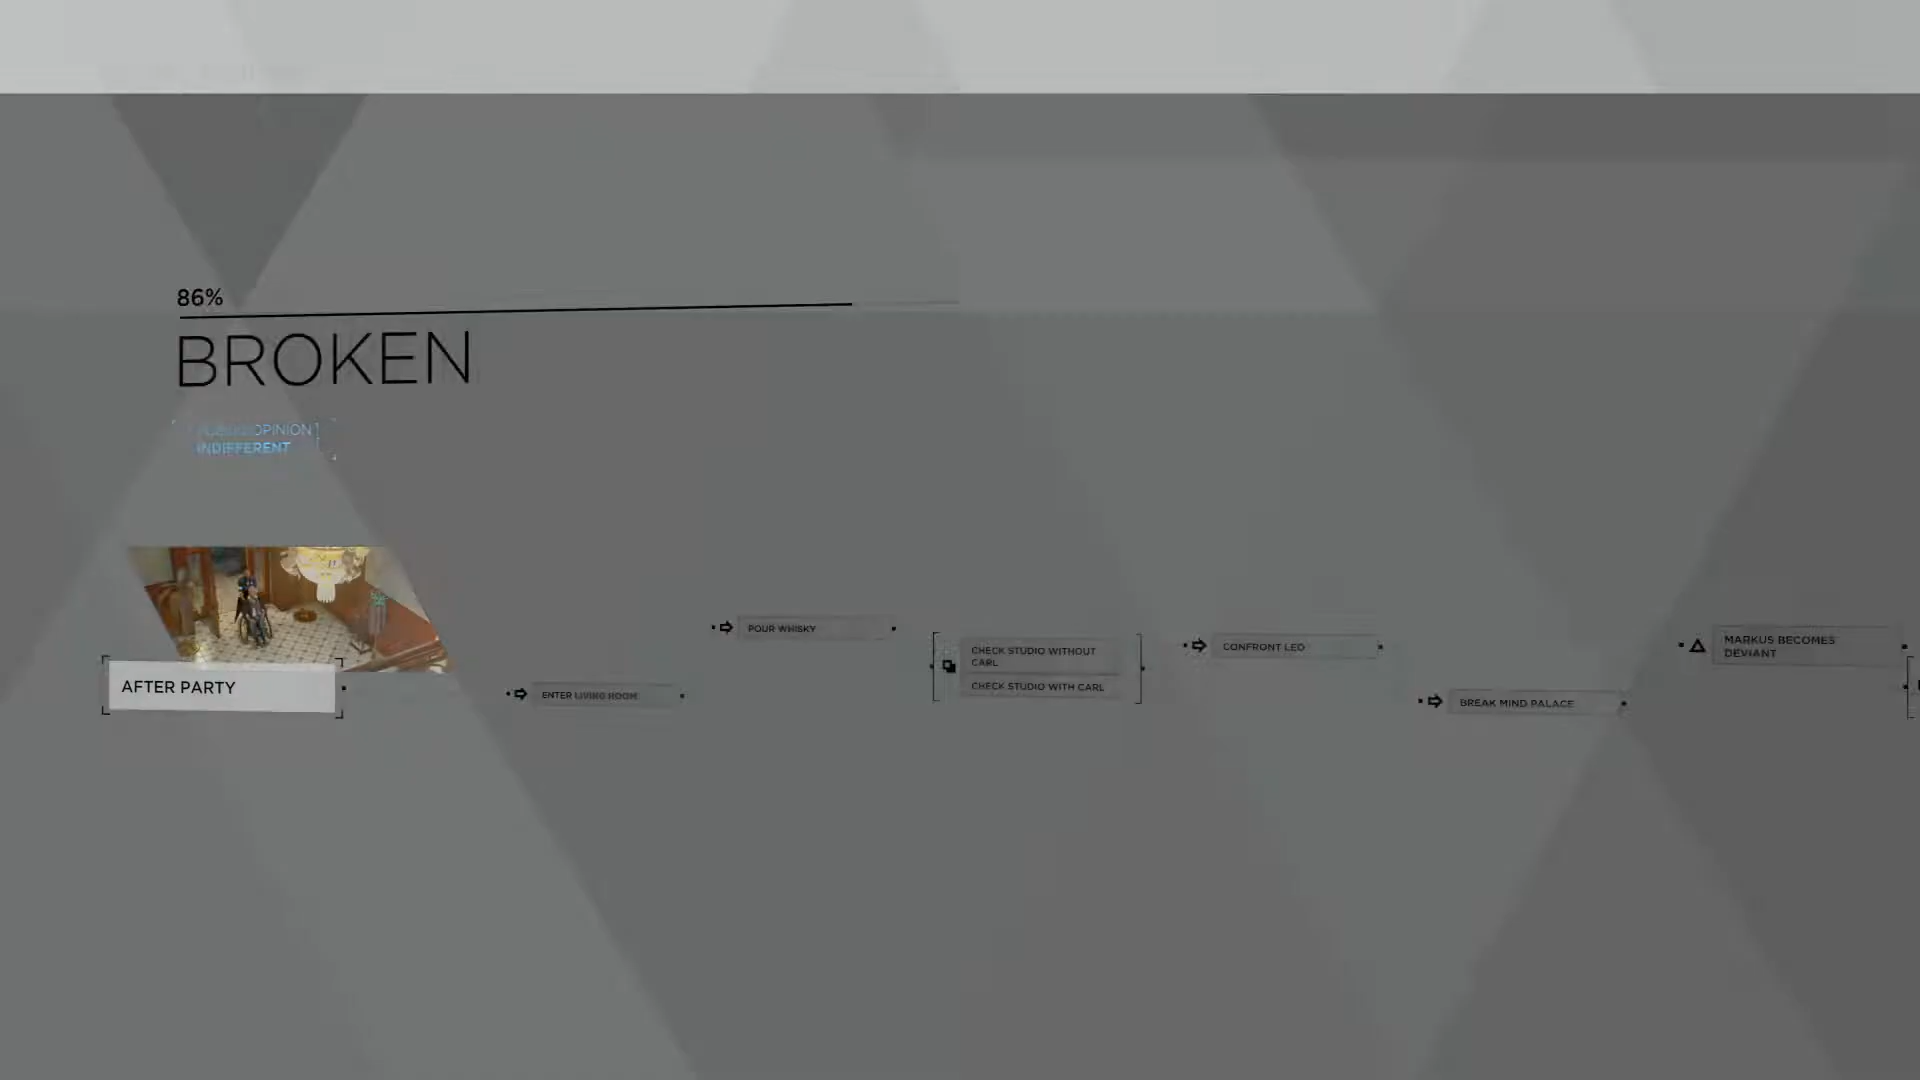 86%
BROKEN
OPINION
INDIFFERENT
AFTER PARTY
ENTER LIVING ROOM
POUR WHISKY
CHECK STUDIO WITHOUT
CARL
CHECK STUDIO WITH CARL
CONFRONT LEO
BREAK MIND PALACE
MARKUS BECOMES
DEVIANT